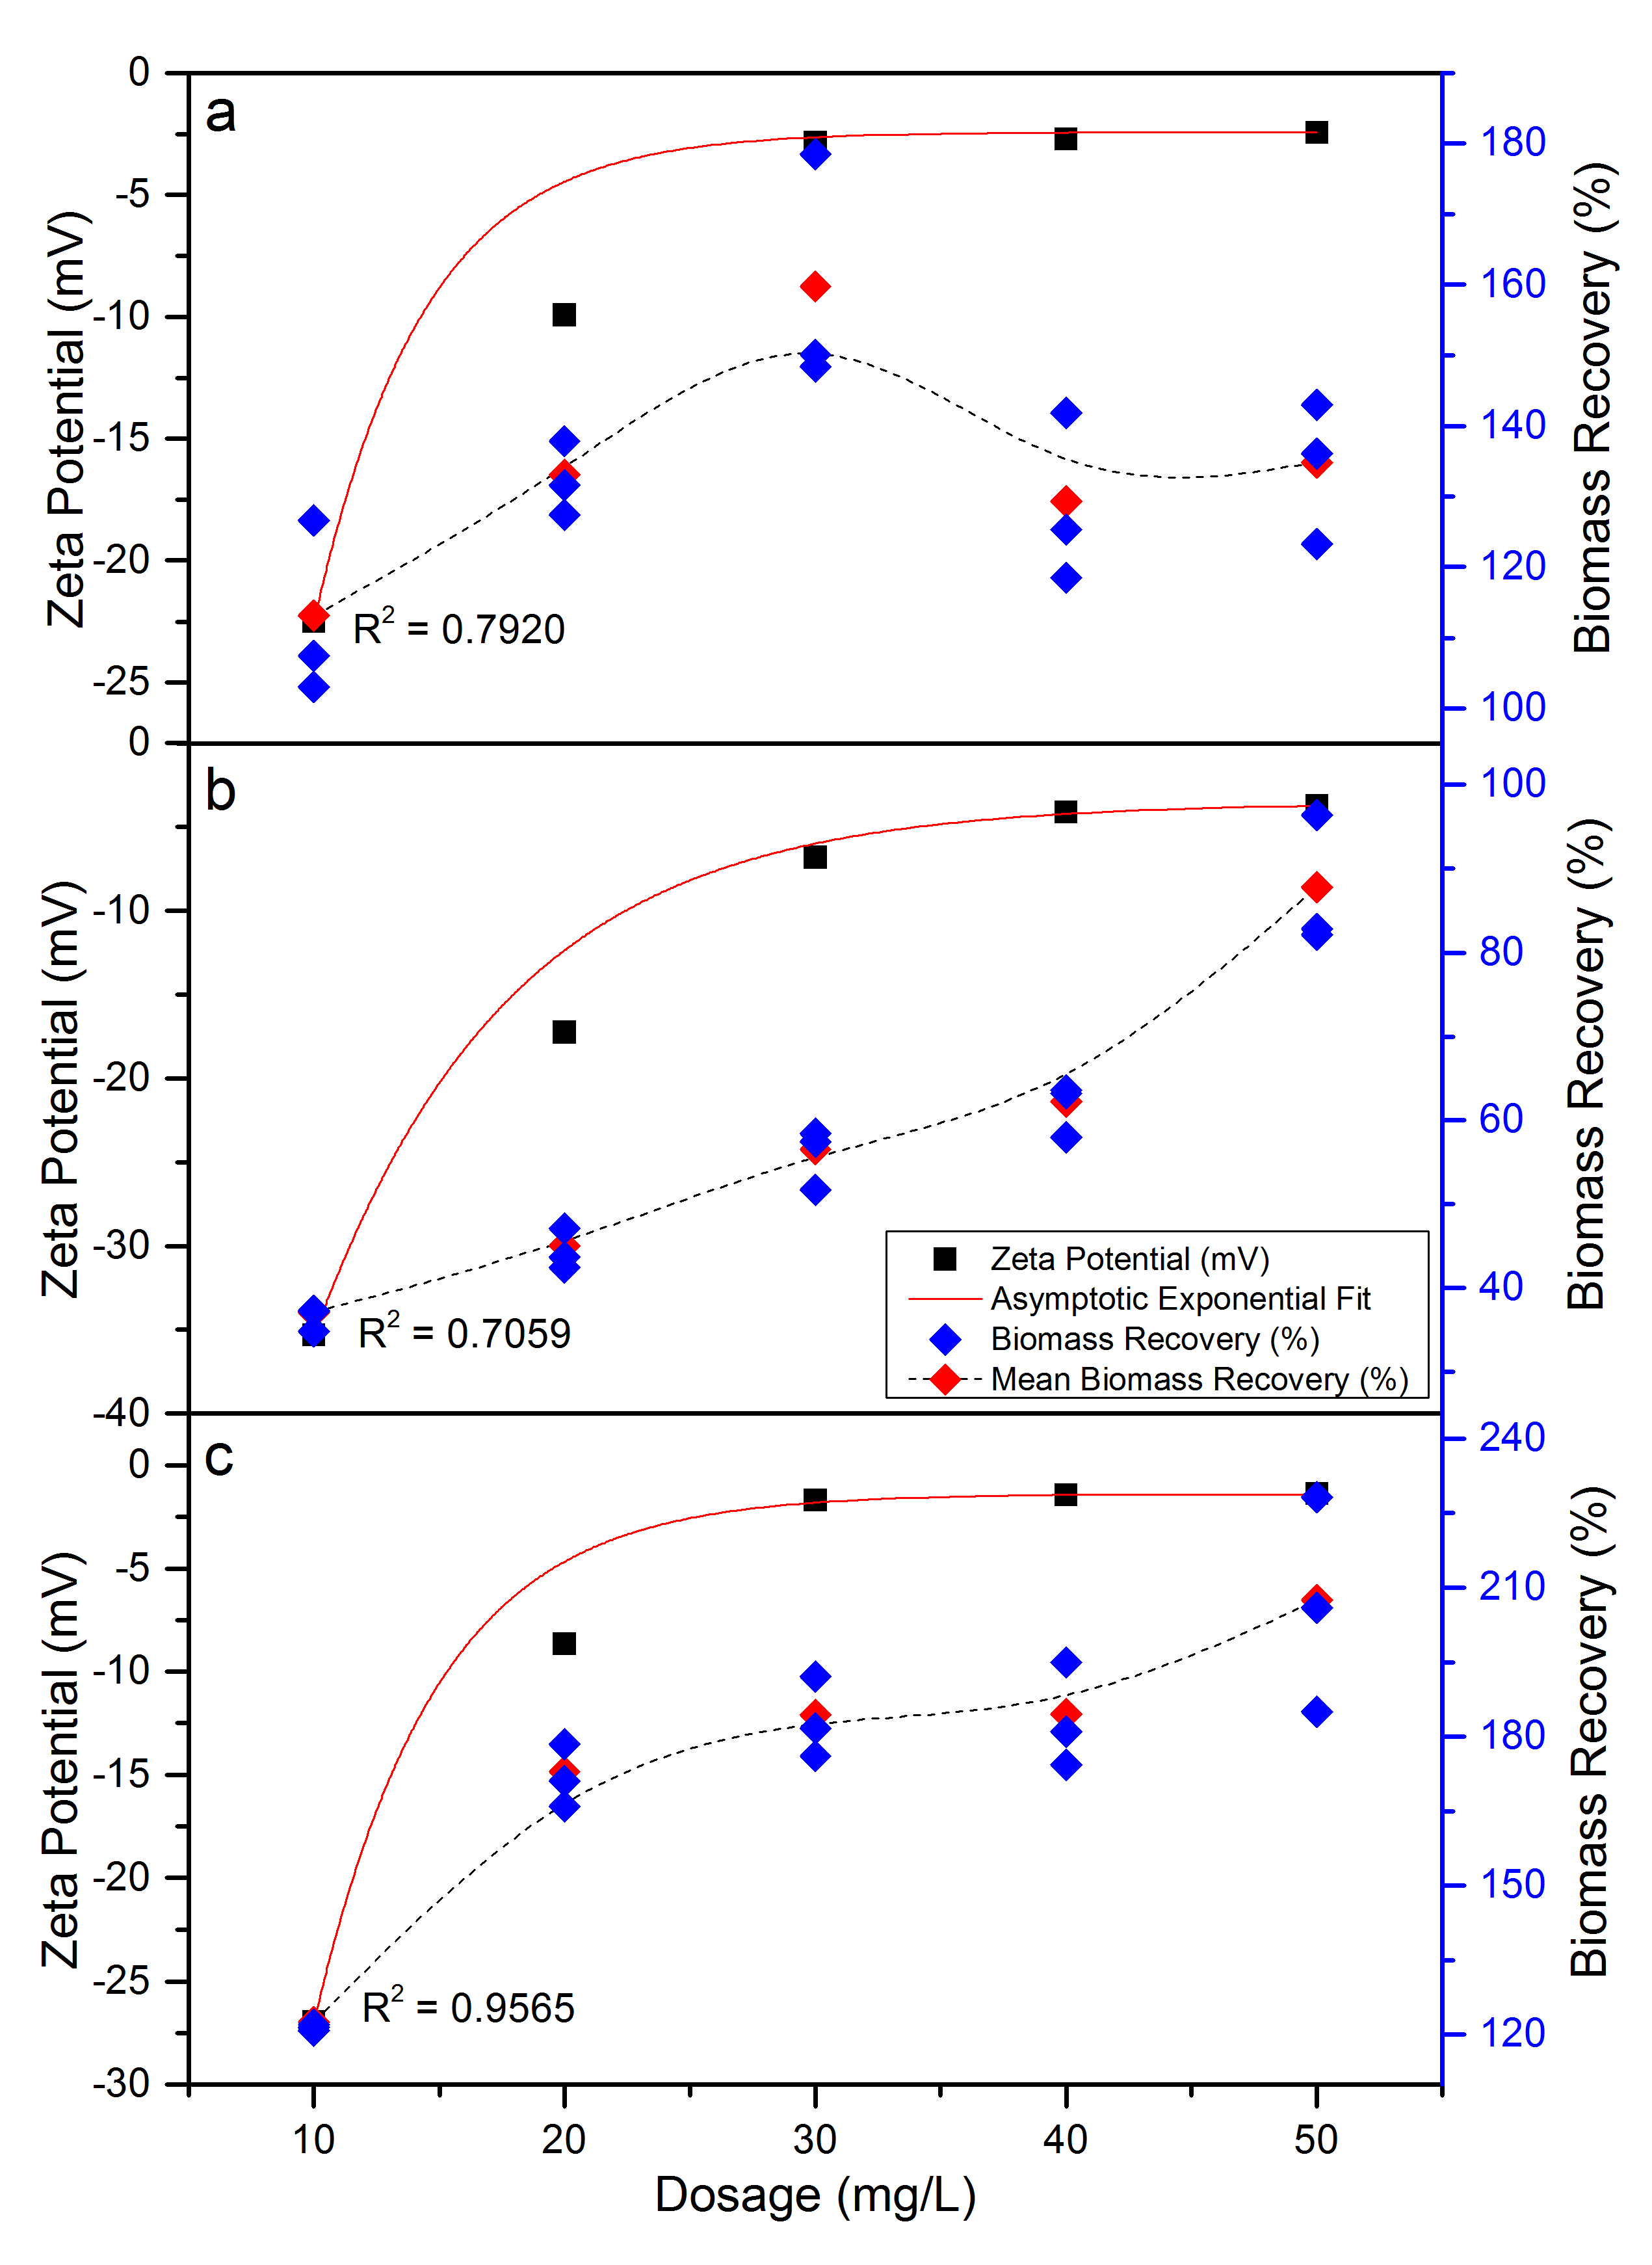 a
Zeta Potential (mV)
0
-5
-10
-15
-20
-25
R² = 0.7920
180
160
140
120
100
Biomass Recovery (%)
b
Zeta Potential (mV)
0
-10
-20
-30
-40
R² = 0.7059
Zeta Potential (mV)
Asymptotic Exponential Fit
Biomass Recovery (%)
Mean Biomass Recovery (%)
100
80
60
40
Biomass Recovery (%)
c
Zeta Potential (mV)
0
-5
-10
-15
-20
-25
-30
R² = 0.9565
240
210
180
150
120
Biomass Recovery (%)
10 20 30 40 50
Dosage (mg/L)